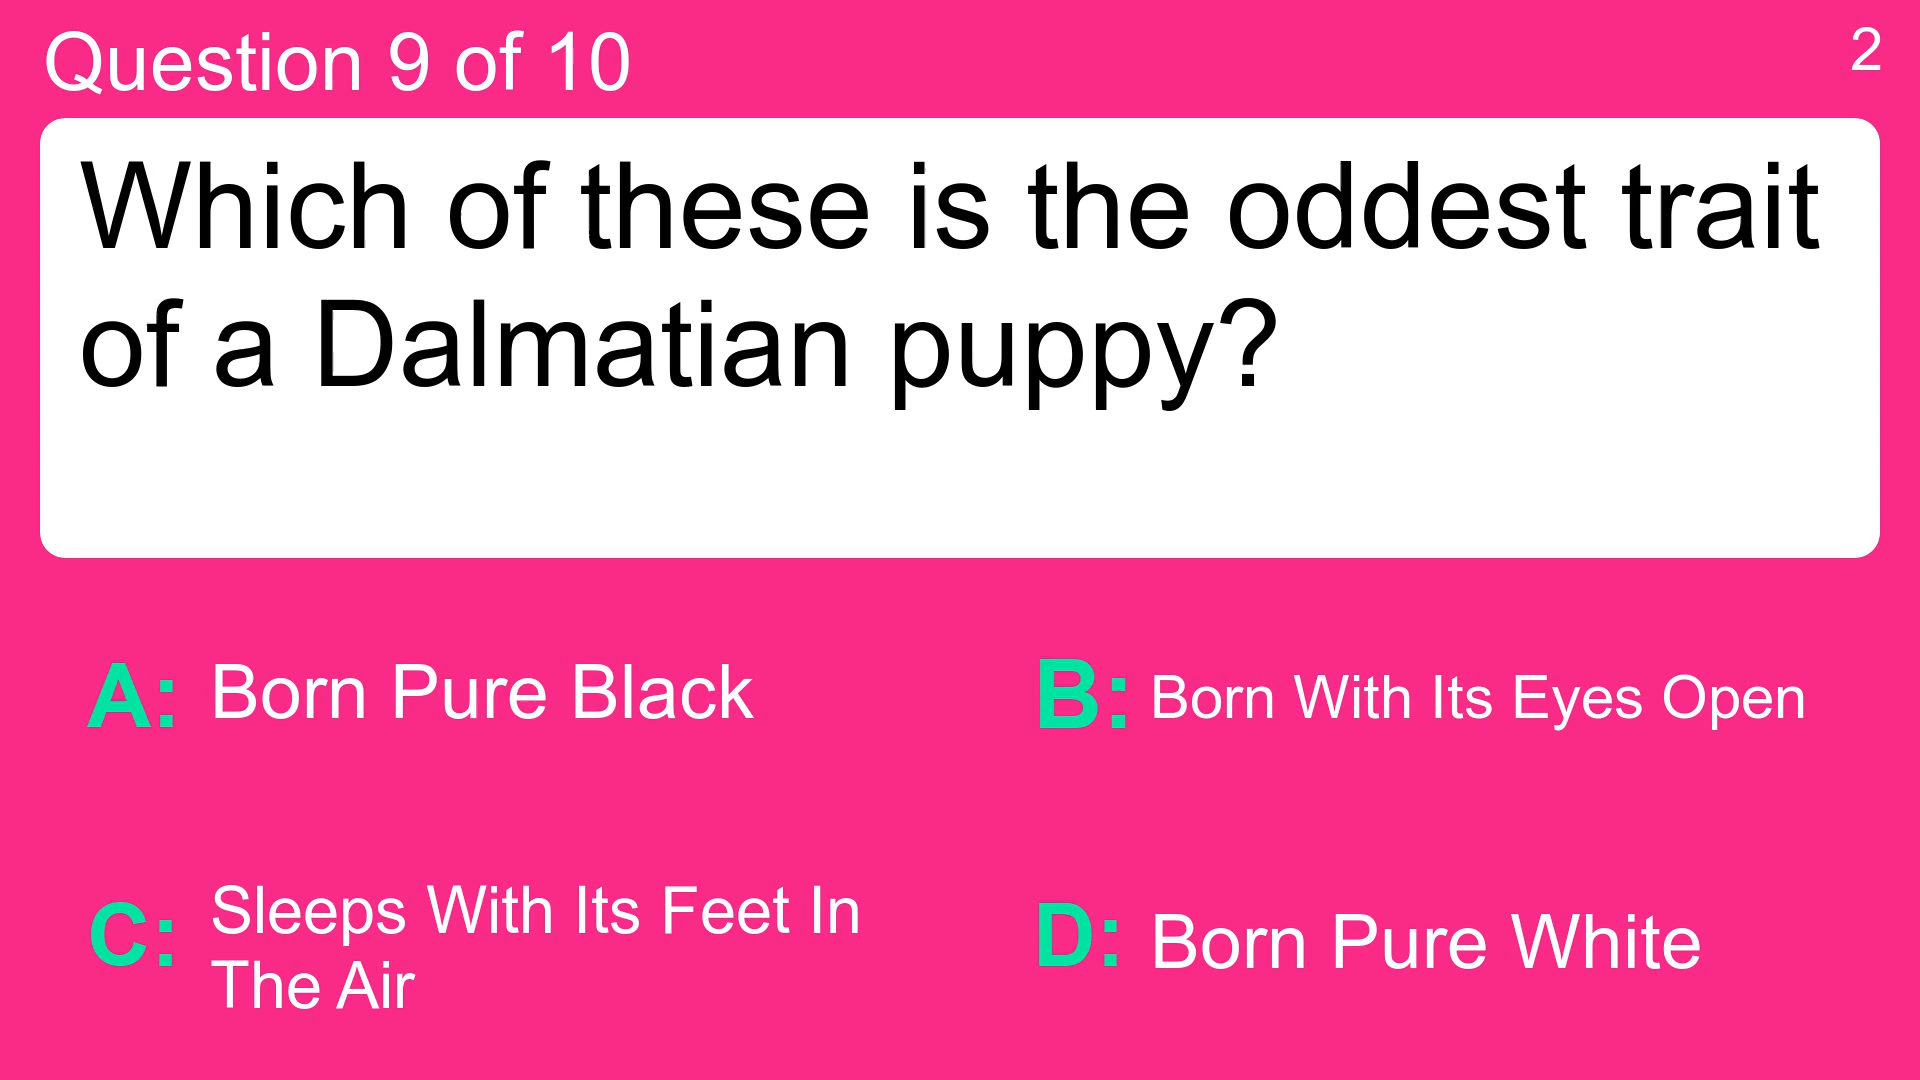 Question 9 of 10
2
Which of these is the oddest trait
of a Dalmatian puppy?
A: Born Pure Black
B: Born With Its Eyes Open
C: Sleeps With Its Feet In
The Air
D: Born Pure White